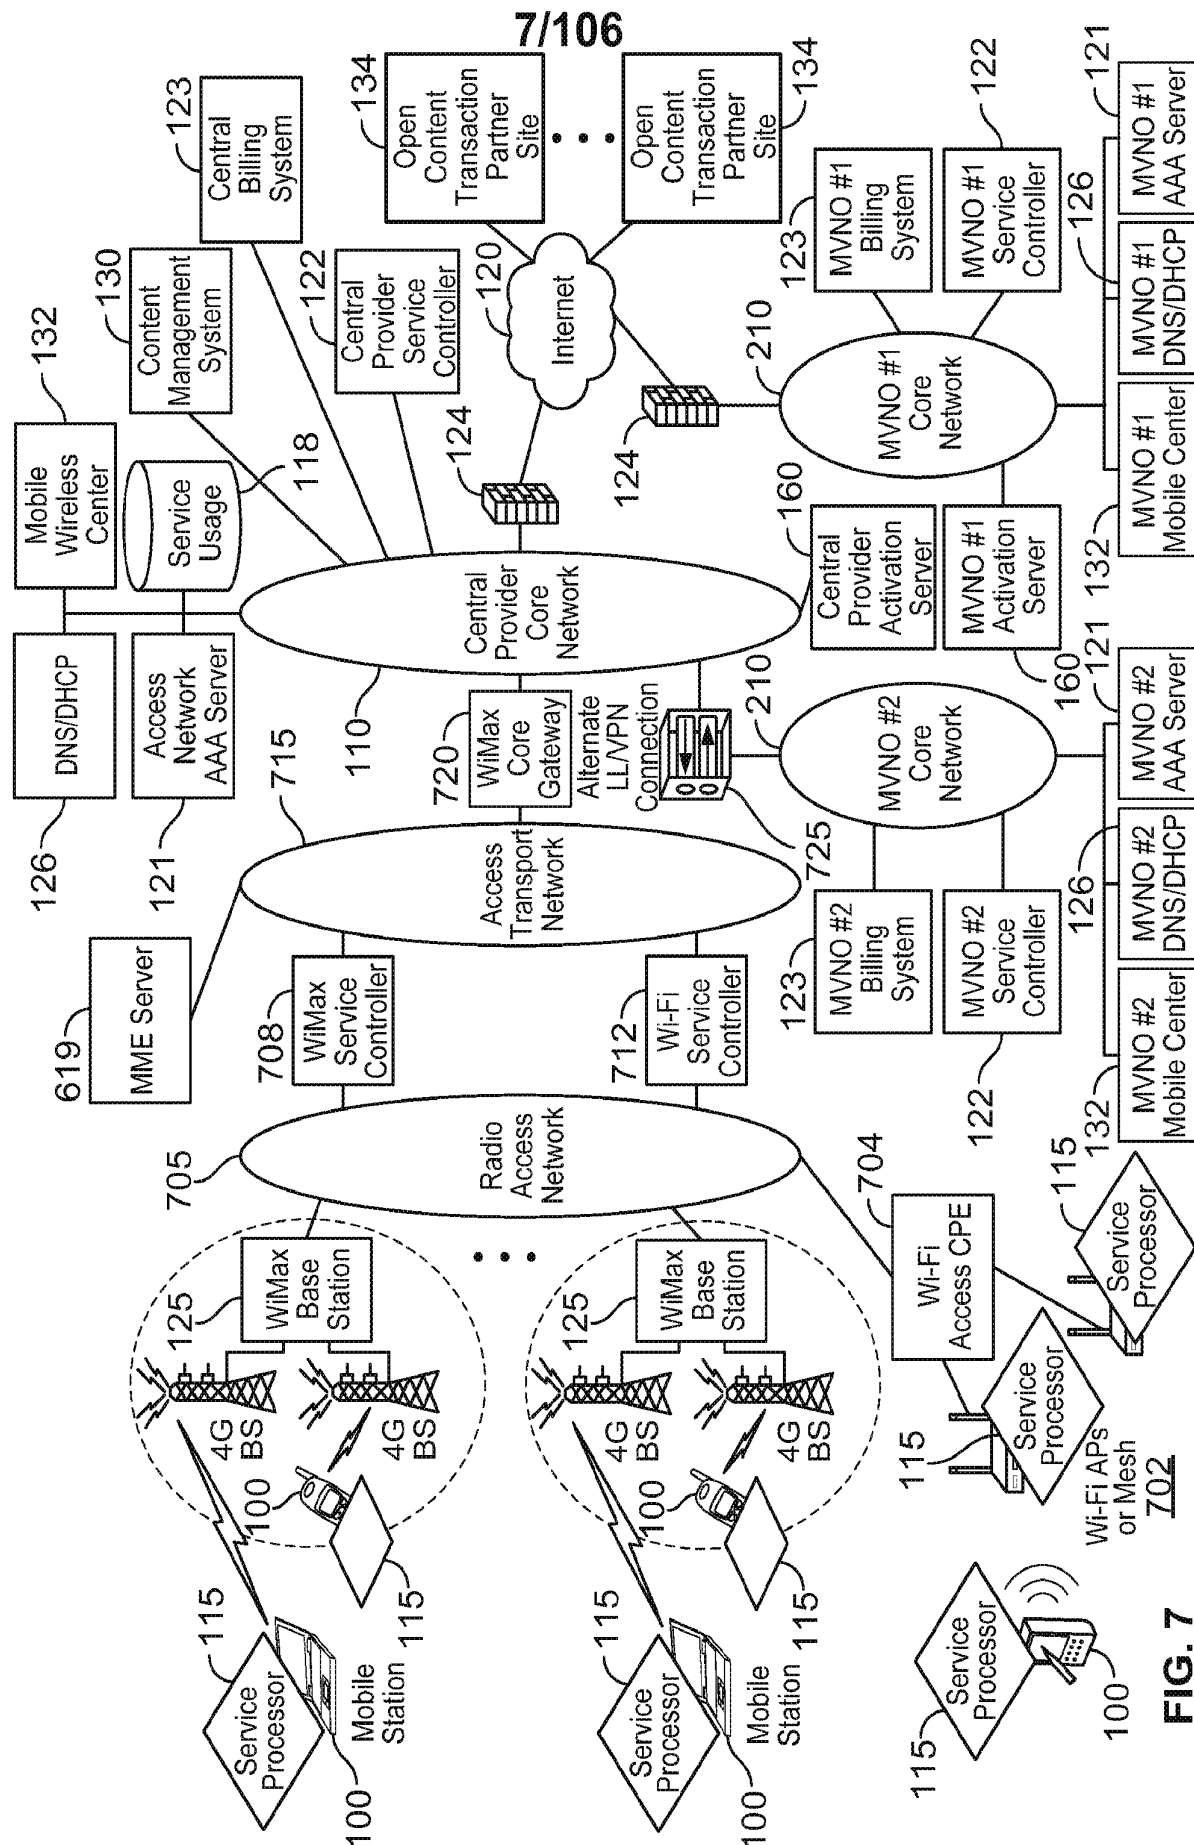 7/106
619
MME Server
126
DNS/DHCP
Mobile
Wireless
Center
132
121
Access
Network
AAA Server
Service
Usage
118
Content
Management
System
130
Central
Billing
System
123
705
Radio
Access
Network
708
WiMax
Service
Controller
712
Wi-Fi
Service
Controller
715
Access
Transport
Network
720
WiMax
Core
Gateway
110
Central
Provider
Core
Network
124
Central
Provider
Service
Controller
122
120
Internet
Open
Content
Transaction
Partner
Site
134
Open
Content
Transaction
Partner
Site
134
Alternate
LL/VPN
Connection
725
124
115
Service
Processor
100
Mobile
Station
100
115
4G
BS
4G
BS
125
WiMax
Base
Station
115
Service
Processor
100
Mobile
Station
100
115
4G
BS
4G
BS
125
WiMax
Base
Station
704
Wi-Fi
Access CPE
115
Service
Processor
100
115
Service
Processor
Wi-Fi APs
or Mesh
702
115
Service
Processor
123
MVNO #2
Billing
System
122
MVNO #2
Service
Controller
210
MVNO #2
Core
Network
160
Central
Provider
Activation
Server
160
MVNO #1
Activation
Server
210
MVNO #1
Core
Network
123
MVNO #1
Billing
System
122
MVNO #1
Service
Controller
132
MVNO #2
Mobile Center
126
MVNO #2
DNS/DHCP
121
MVNO #2
AAA Server
132
MVNO #1
Mobile Center
126
MVNO #1
DNS/DHCP
121
MVNO #1
AAA Server
FIG. 7